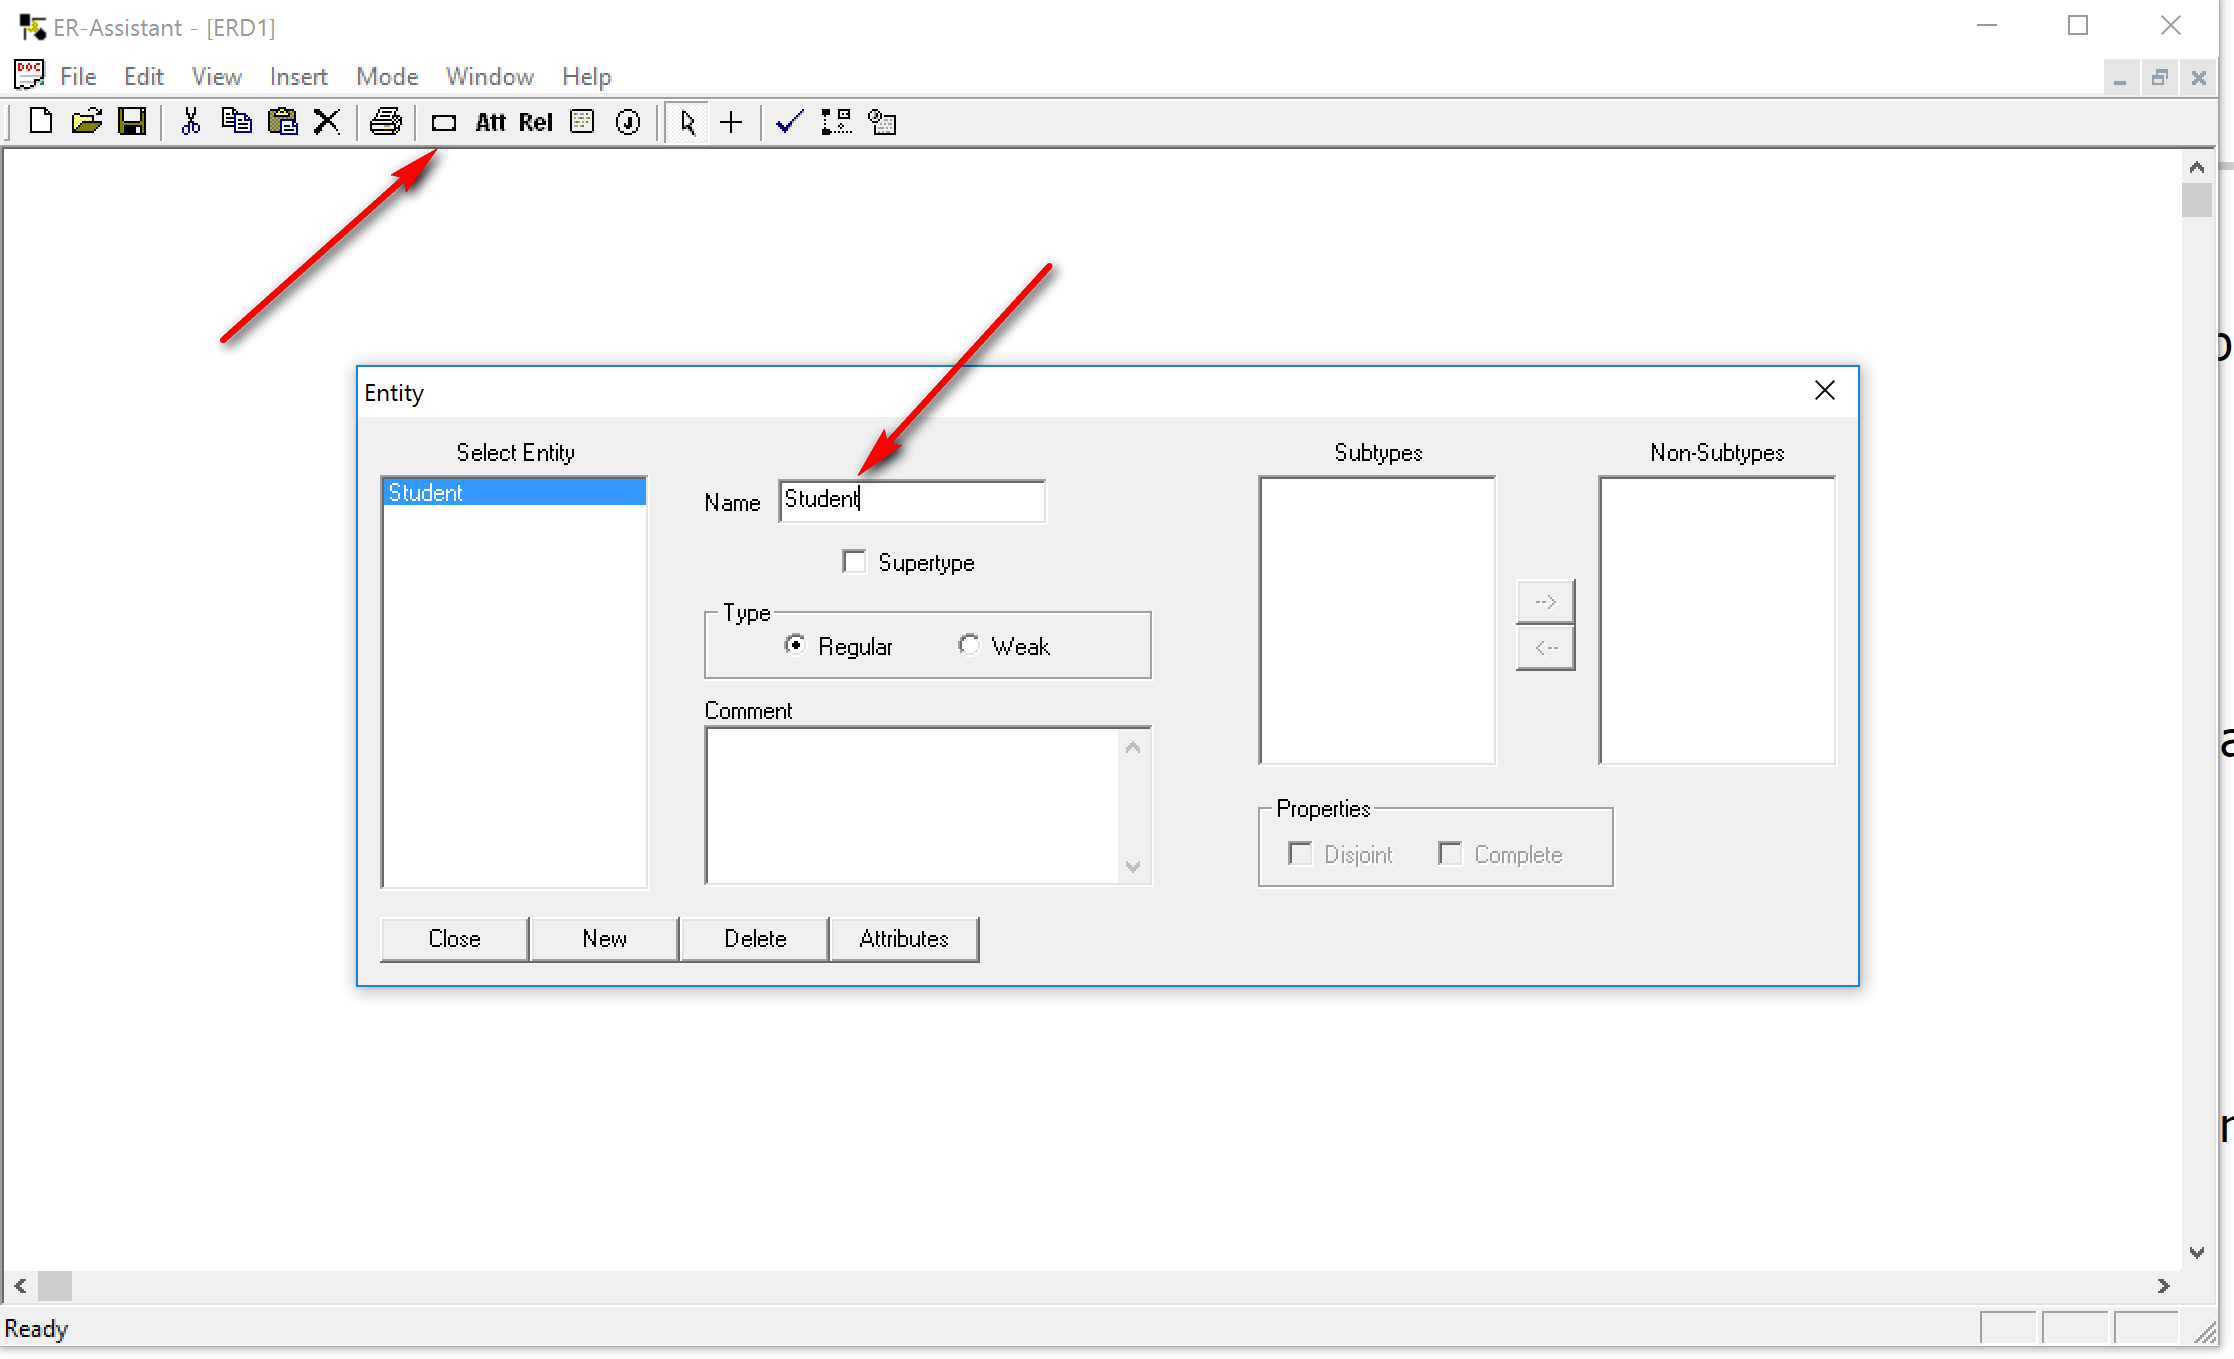 ER-Assistant - [ERD1]
DOC File Edit View Insert Mode Window Help
Att Rel J
Entity
Select Entity
Subtypes
Non-Subtypes
Student
Name Student
Supertype
-->
Type
Regular Weak
<--
Comment
Properties
Disjoint Complete
Close New Delete Attributes
Ready